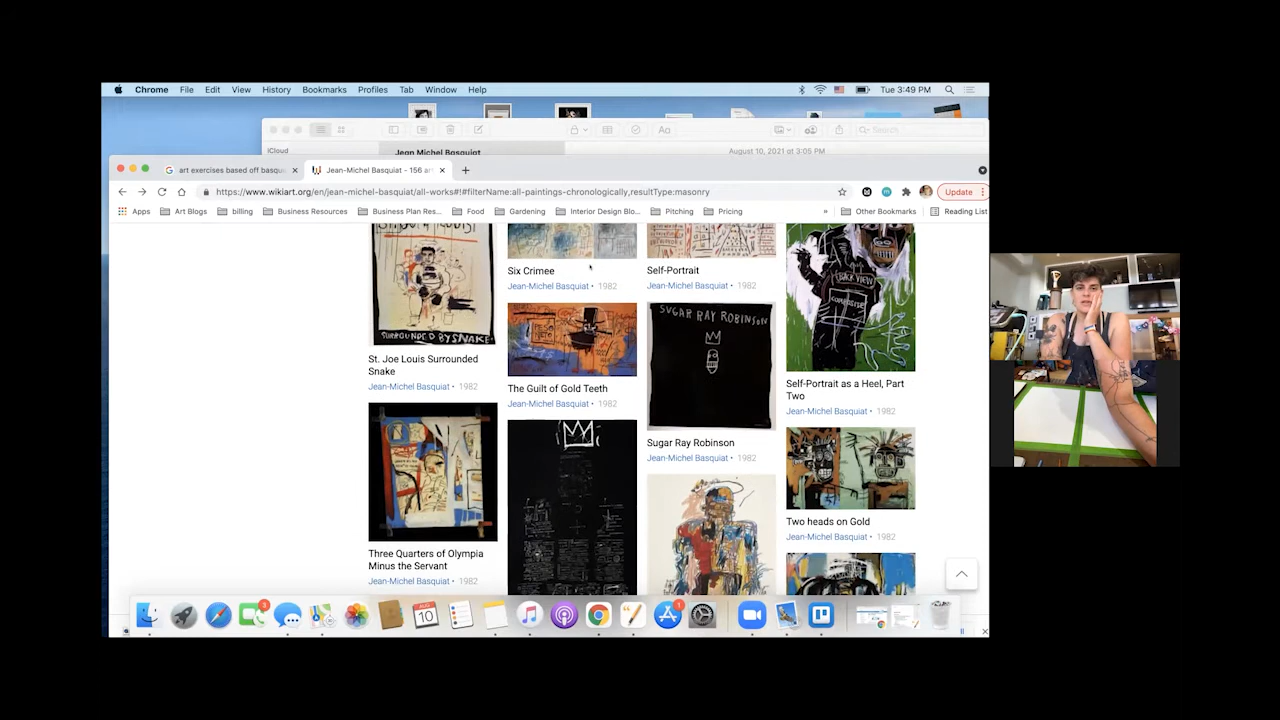 Chrome File Edit View History Bookmarks Profiles Tab Window Help Tue 3:49 PM
Aa Search
iCloud Jean Michel Basquiat August 10, 2021 at 3:05 PM
art exercises based off basqui Jean-Michel Basquiat - 156 ar
https://www.wikiart.org/en/jean-michel-basquiat/all-works#!#filterName:all-paintings-chronologically,resultType:masonry Update
Apps Art Blogs billing Business Resources Business Plan Res... Food Gardening Interior Design Blo... Pitching Pricing » Other Bookmarks Reading List
SURROUNDED BY SNAKE
St. Joe Louis Surrounded
Snake
Jean-Michel Basquiat • 1982
Three Quarters of Olympia
Minus the Servant
Jean-Michel Basquiat • 1982
Six Crimee
Jean-Michel Basquiat • 1982
The Guilt of Gold Teeth
Jean-Michel Basquiat • 1982
Self-Portrait
Jean-Michel Basquiat • 1982
SUGAR RAY ROBINSON
Sugar Ray Robinson
Jean-Michel Basquiat • 1982
Self-Portrait as a Heel, Part
Two
Jean-Michel Basquiat • 1982
Two heads on Gold
Jean-Michel Basquiat • 1982
3 AUG 10 1